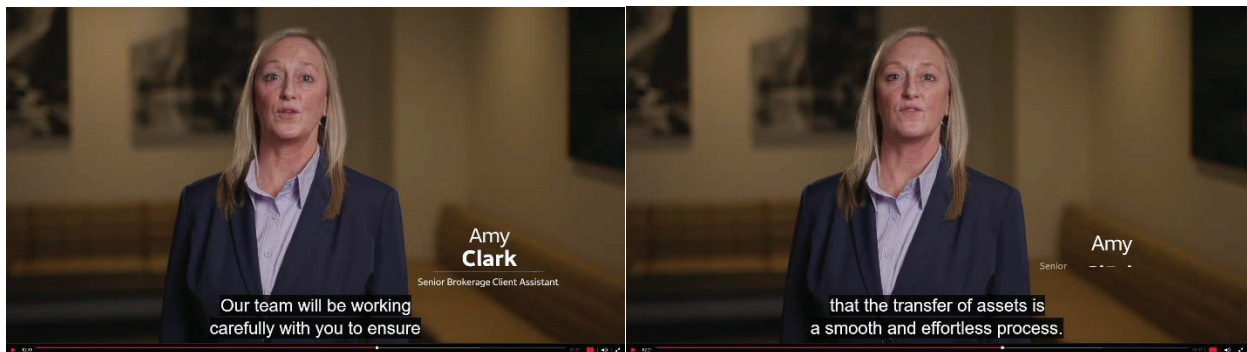 Amy
Clark
Senior Brokerage Client Assistant
Our team will be working
carefully with you to ensure
Amy
Senior
that the transfer of assets is
a smooth and effortless process.